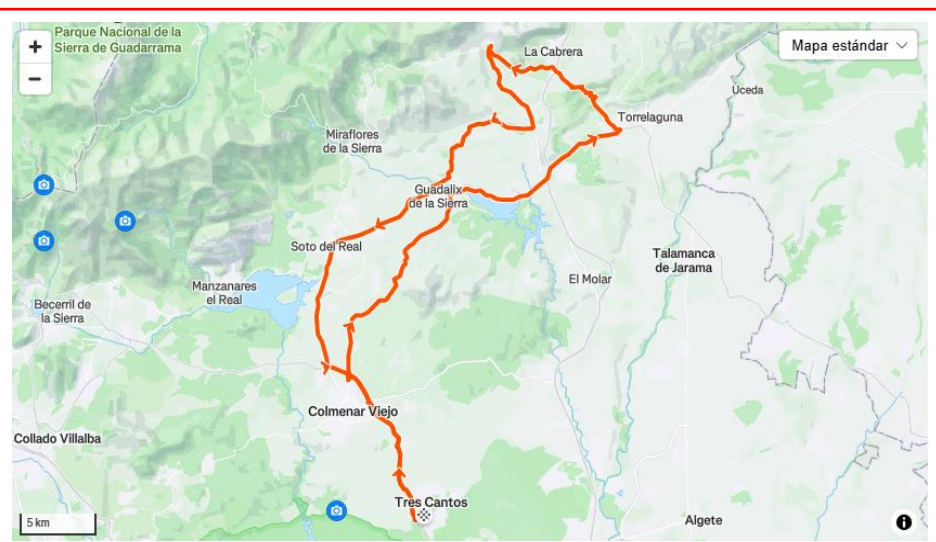 Parque Nacional de la
Sierra de Guadarrama
+
−
La Cabrera
Mapa estándar
Uceda
Torrelaguna
Miraflores
de la Sierra
Guadalix
de la Sierra
Soto del Real
Talamanca
de Jarama
Manzanares
el Real
El Molar
Becerril de
la Sierra
Colmenar Viejo
Collado Villalba
Tres Cantos
5 km
Algete
i